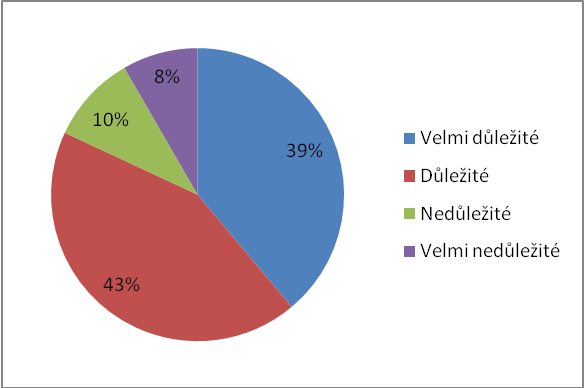 8%
10%
39%
43%
Velmi důležité
Důležité
Nedůležité
Velmi nedůležité